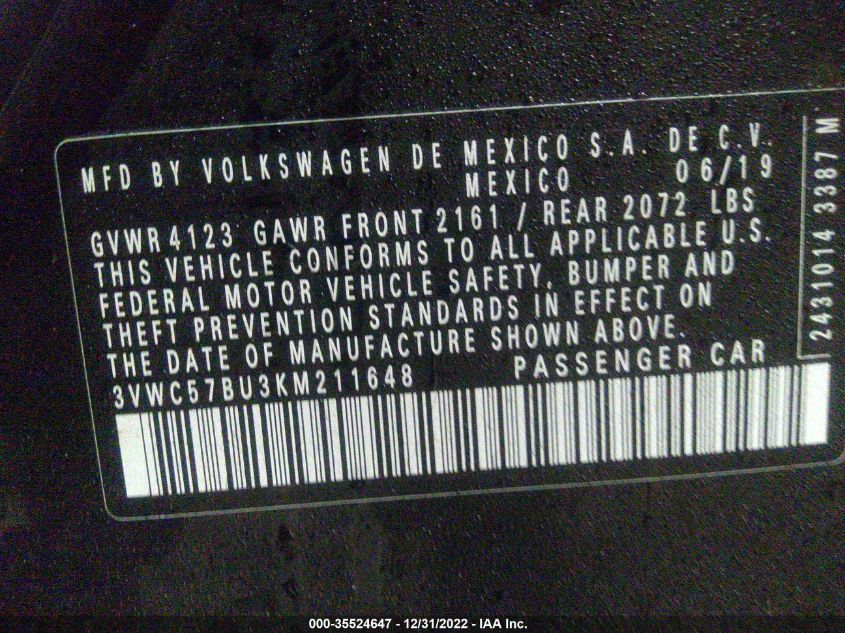 MFD BY VOLKSWAGEN DE MEXICO S.A. DE C.V.
MEXICO 06/19
GVWR 4123 GAWR FRONT 2161 / REAR 2072 LBS
THIS VEHICLE CONFORMS TO ALL APPLICABLE U.S.
FEDERAL MOTOR VEHICLE SAFETY, BUMPER AND
THEFT PREVENTION STANDARDS IN EFFECT ON
THE DATE OF MANUFACTURE SHOWN ABOVE.
3VWC57BU3KM211648 PASSENGER CAR
2431014 3387 M
000-35524647 - 12/31/2022 - IAA Inc.